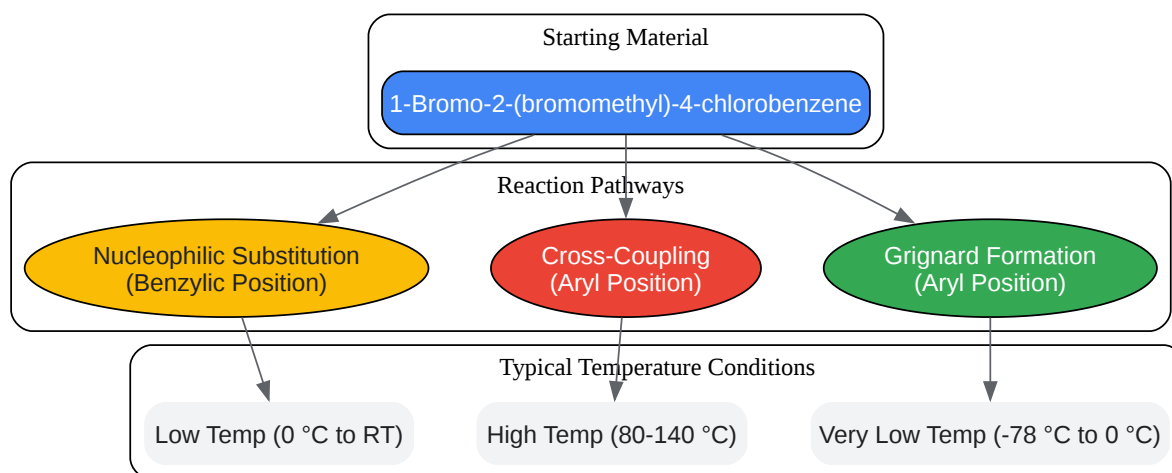 Starting Material
1-Bromo-2-(bromomethyl)-4-chlorobenzene
Reaction Pathways
Nucleophilic Substitution
(Benzylic Position)
Cross-Coupling
(Aryl Position)
Grignard Formation
(Aryl Position)
Typical Temperature Conditions
Low Temp (0 °C to RT)
High Temp (80-140 °C)
Very Low Temp (-78 °C to 0 °C)